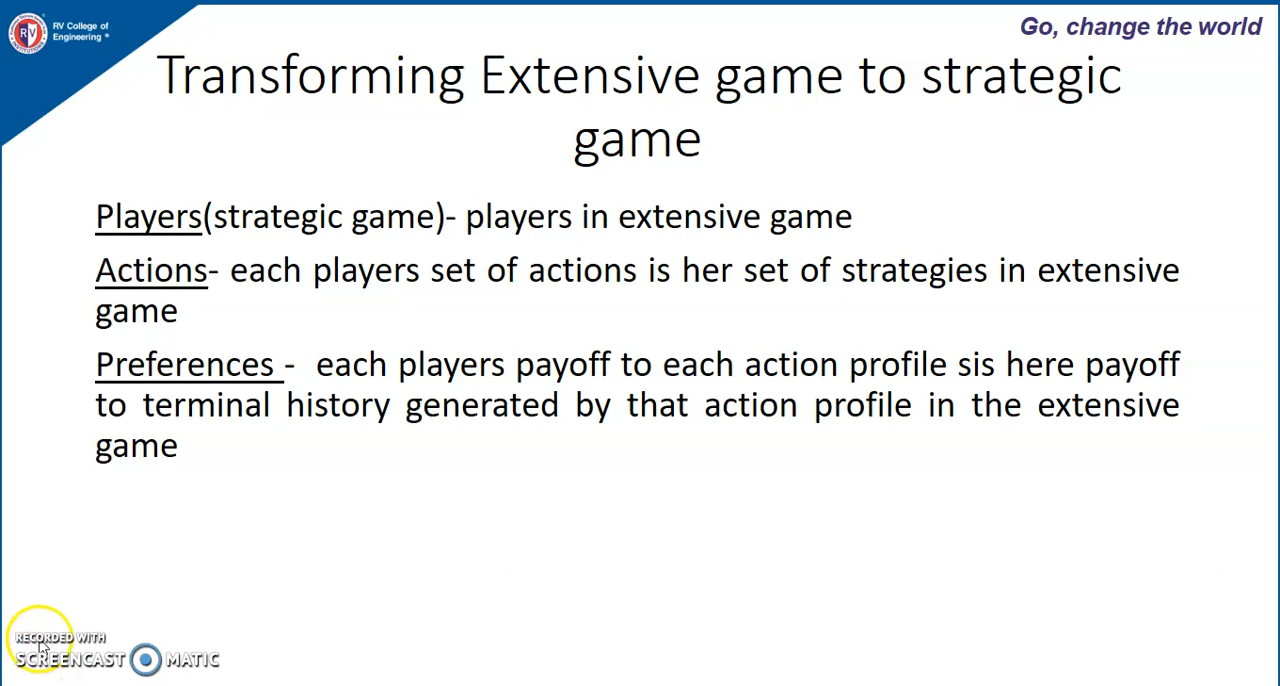 RV College of
Engineering ®
Go, change the world
Transforming Extensive game to strategic
game
Players(strategic game)- players in extensive game
Actions- each players set of actions is her set of strategies in extensive
game
Preferences - each players payoff to each action profile sis here payoff
to terminal history generated by that action profile in the extensive
game
RECORDED WITH
SCREENCAST MATIC